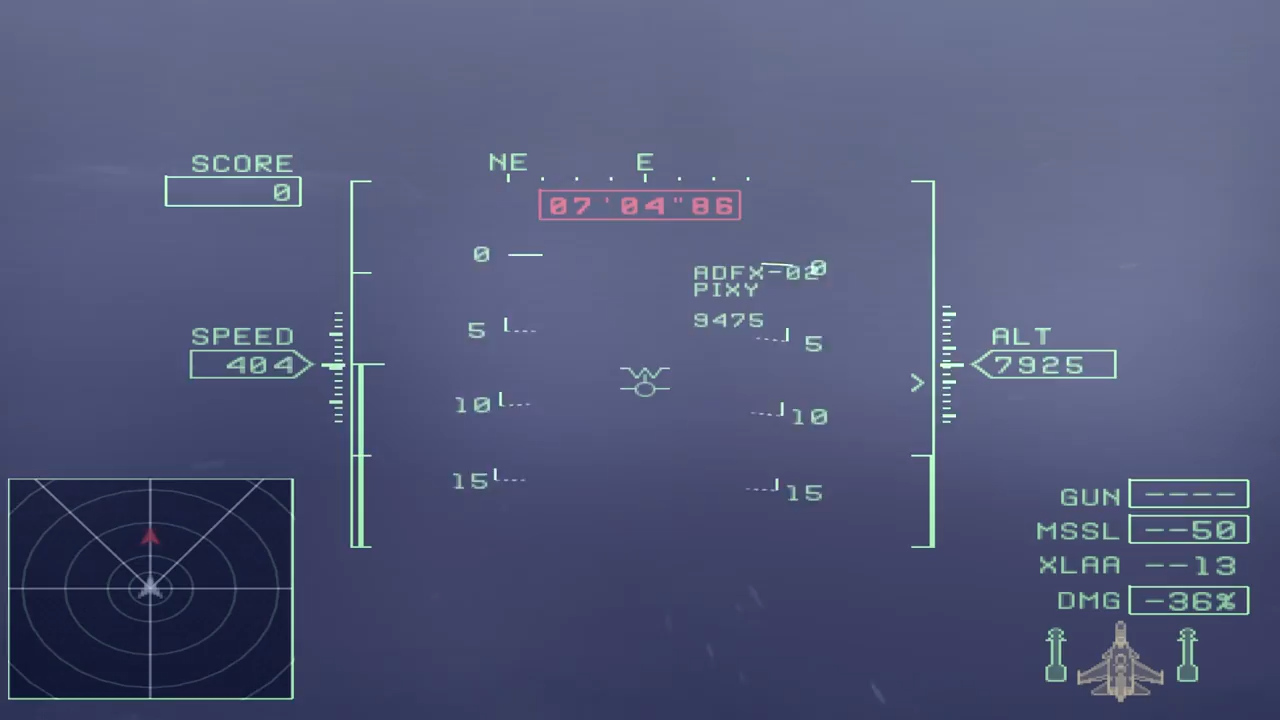 NE E
SCORE
0
07'04"86
0 0
ADFX-02
PIXY
9475
5 5
SPEED
404
ALT
7925
>
10 10
15 15
GUN ----
MSSL --50
XLAA --13
DMG -36%